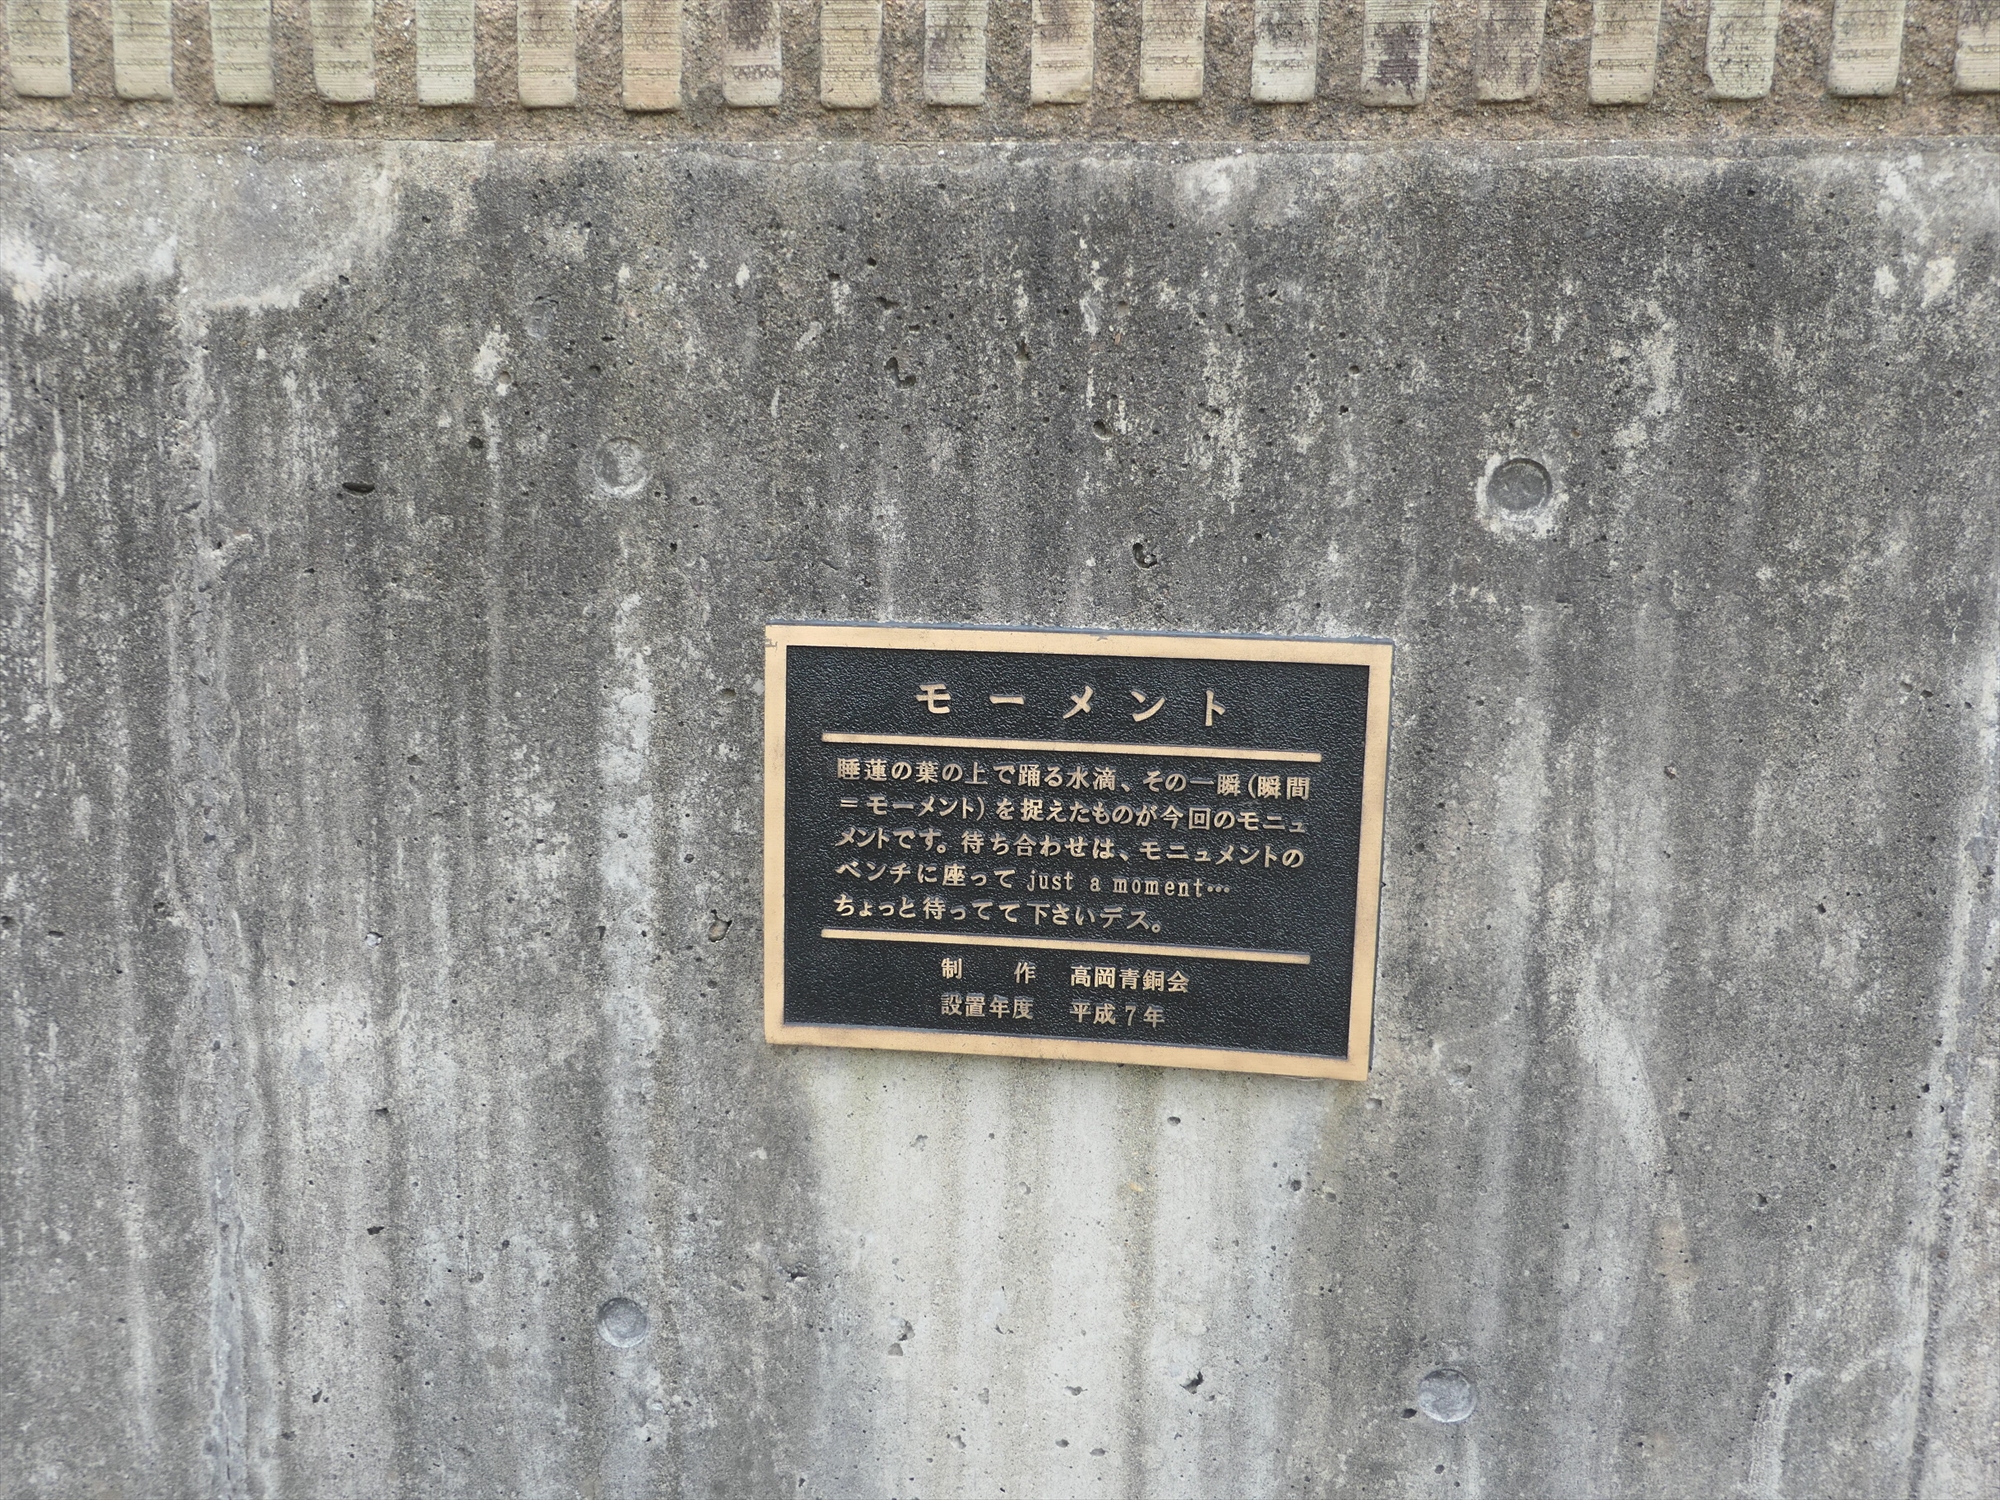 モーメント
睡蓮の葉の上で踊る水滴、その一瞬(瞬間
=モーメント)を捉えたものが今回のモニュ
メントです。待ち合わせは、モニュメントの
ベンチに座って just a moment…
ちょっと待ってて下さいデス。
制 作 高岡青銅会
設置年度 平成7年